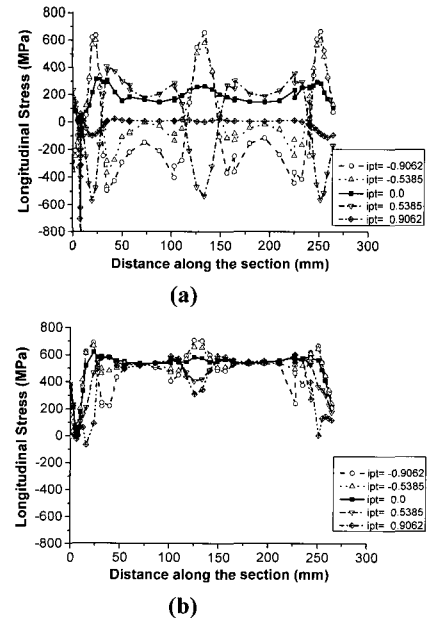 800
600
400
200
0
-200
-400
-600
-800
Longitudinal Stress (MPa)
ipt= -0.9062
ipt= -0.5385
ipt= 0.0
ipt= 0.5385
ipt= 0.9062
0 50 100 150 200 250 300
Distance along the section (mm)
(a)
800
600
400
200
0
-200
-400
-600
-800
Longitudinal Stress (MPa)
ipt= -0.9062
ipt= -0.5385
ipt= 0.0
ipt= 0.5385
ipt= 0.9062
0 50 100 150 200 250 300
Distance along the section (mm)
(b)